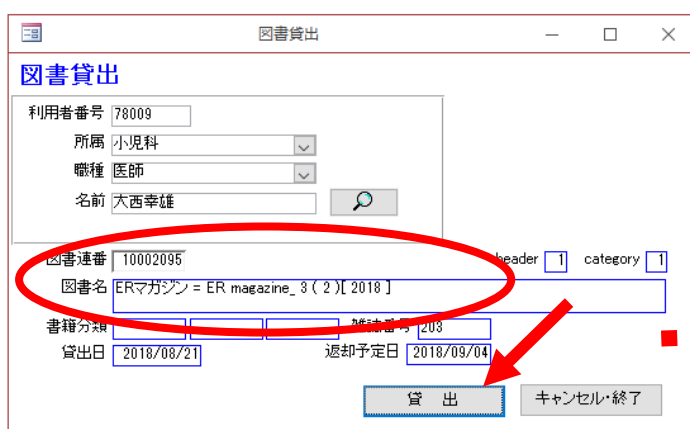 図書貸出
図書貸出
利用者番号 78009
所属 小児科
職種 医師
名前 大西幸雄
図書連番 10002095 header 1 category 1
図書名 ERマガジン = ER magazine_ 3 ( 2 )[ 2018 ]
書籍分類 雑誌番号 203
貸出日 2018/08/21 返却予定日 2018/09/04
貸 出 キャンセル・終了